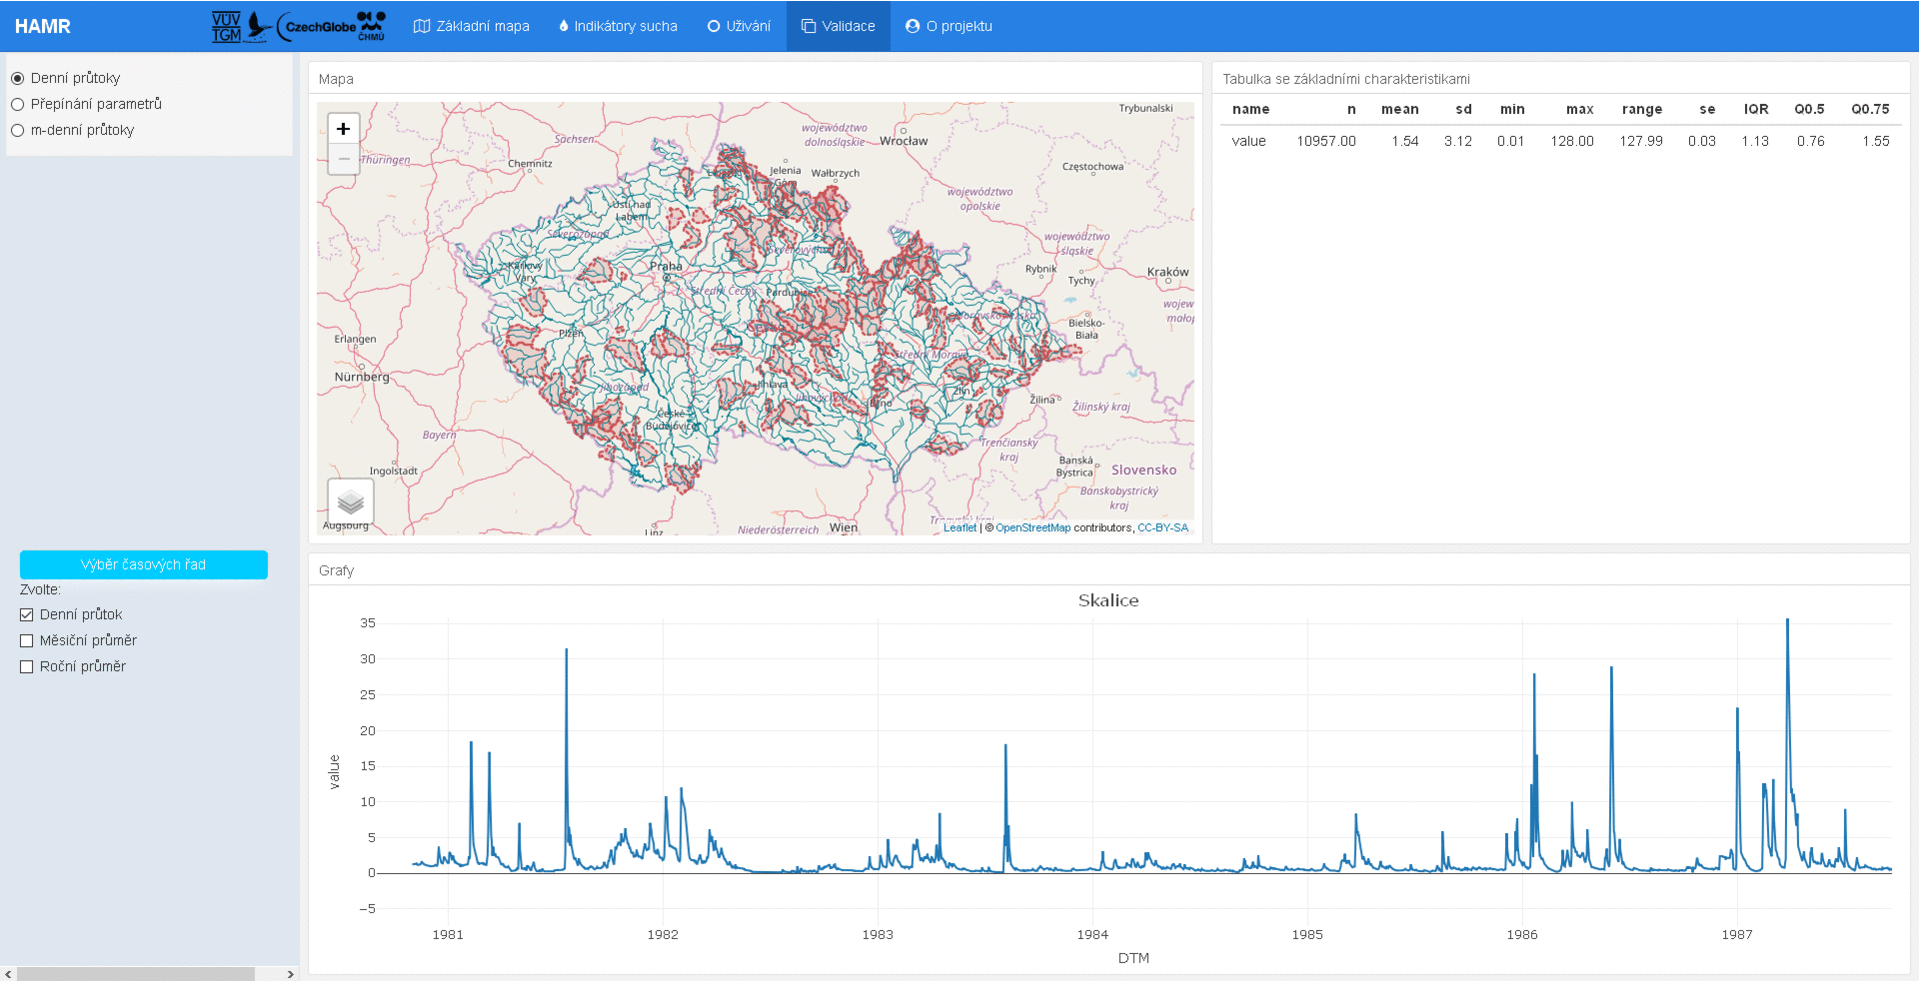 HAMR
VÚV
TGM
CzechGlobe
ČHMÚ
Základní mapa
Indikátory sucha
Užívání
Validace
O projektu
Denní průtoky
Přepínání parametrů
m-denní průtoky
Výběr časových řad
Zvolte:
Denní průtok
Měsíční průměr
Roční průměr
Mapa
+
−
Trybunalski
Sachsen
województwo
dolnośląskie
Wrocław
Thüringen
Chemnitz
Jelenia
Góra
Wałbrzych
Częstochowa
województwo
opolskie
Ústí nad
Labem
Severozápad
województwo
śląskie
Karlovy
Vary
Praha
Rybnik
Tychy
Kraków
Střední Čechy
Pardubice
wojew
małop
Erlangen
Plzeň
Bielsko-
Biała
Nürnberg
Střední Morava
Jihozápad
Jihlava
Zlín
Brno
Žilina
Žilinský kraj
České
Budějovice
Bayern
Trenčiansky
kraj
Ingolstadt
Banská
Bystrica
Slovensko
Banskobystrický
kraj
Augsburg
Linz
Niederösterreich
Wien
Leaflet | © OpenStreetMap contributors, CC-BY-SA
Tabulka se základními charakteristikami
name n mean sd min max range se IQR Q0.5 Q0.75
value 10957.00 1.54 3.12 0.01 128.00 127.99 0.03 1.13 0.76 1.55
Grafy
Skalice
35
30
25
20
15
10
5
0
−5
value
1981 1982 1983 1984 1985 1986 1987
DTM